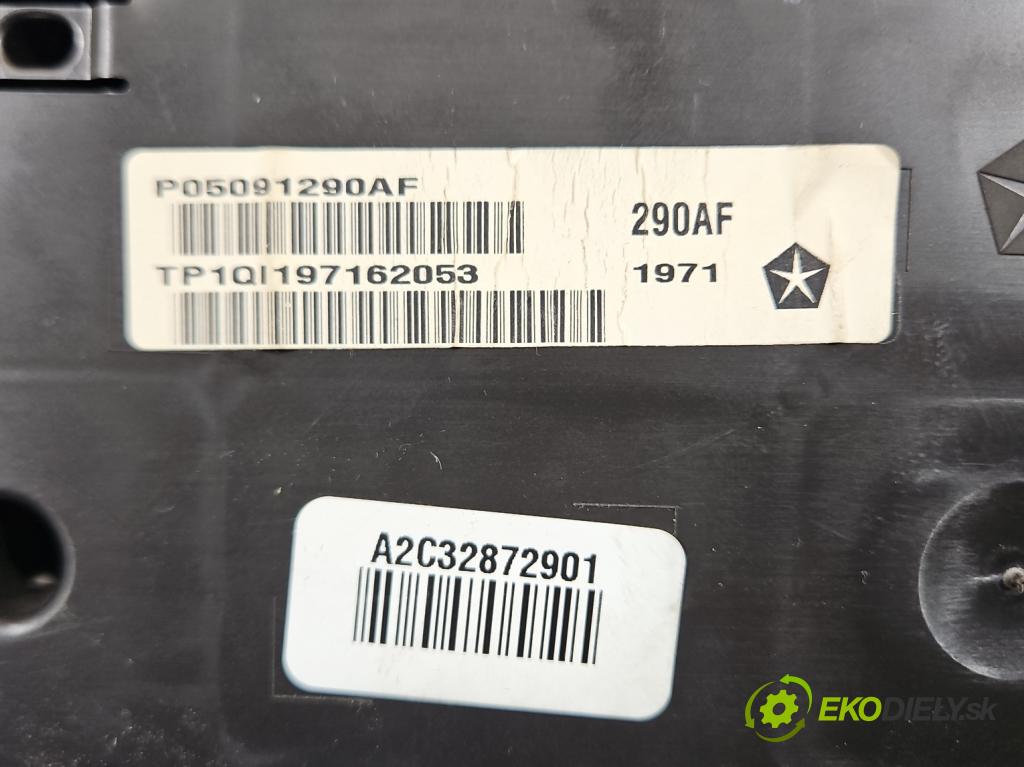 P05091290AF
290AF
TP1QI197162053
1971
A2C32872901
EKODIELY.sk